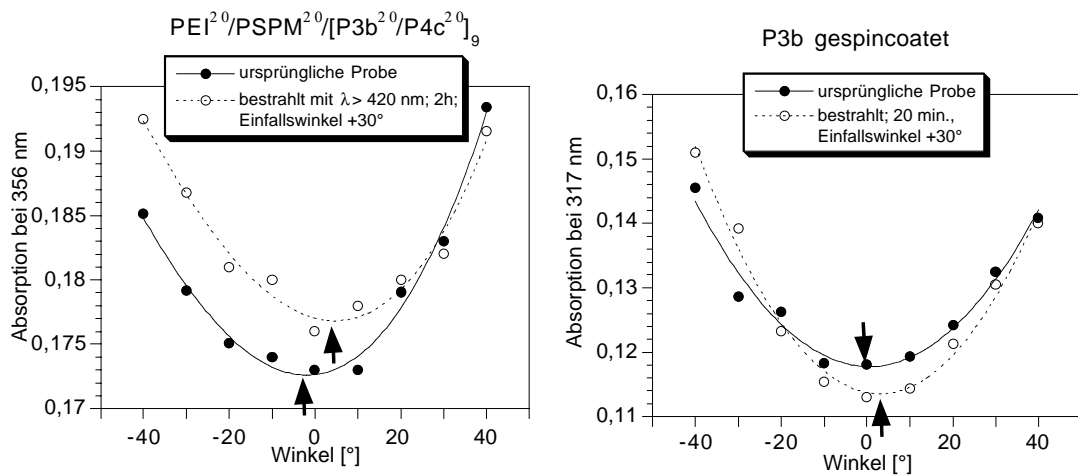 PEI²⁰/PSPM²⁰/[P3b²⁰/P4c²⁰]₉
ursprüngliche Probe
bestrahlt mit λ> 420 nm; 2h;
Einfallswinkel +30°
Absorption bei 356 nm
0,195
0,19
0,185
0,18
0,175
0,17
-40 -20 0 20 40
Winkel [°]
P3b gespincoatet
ursprüngliche Probe
bestrahlt; 20 min.,
Einfallswinkel +30°
Absorption bei 317 nm
0,16
0,15
0,14
0,13
0,12
0,11
-40 -20 0 20 40
Winkel [°]